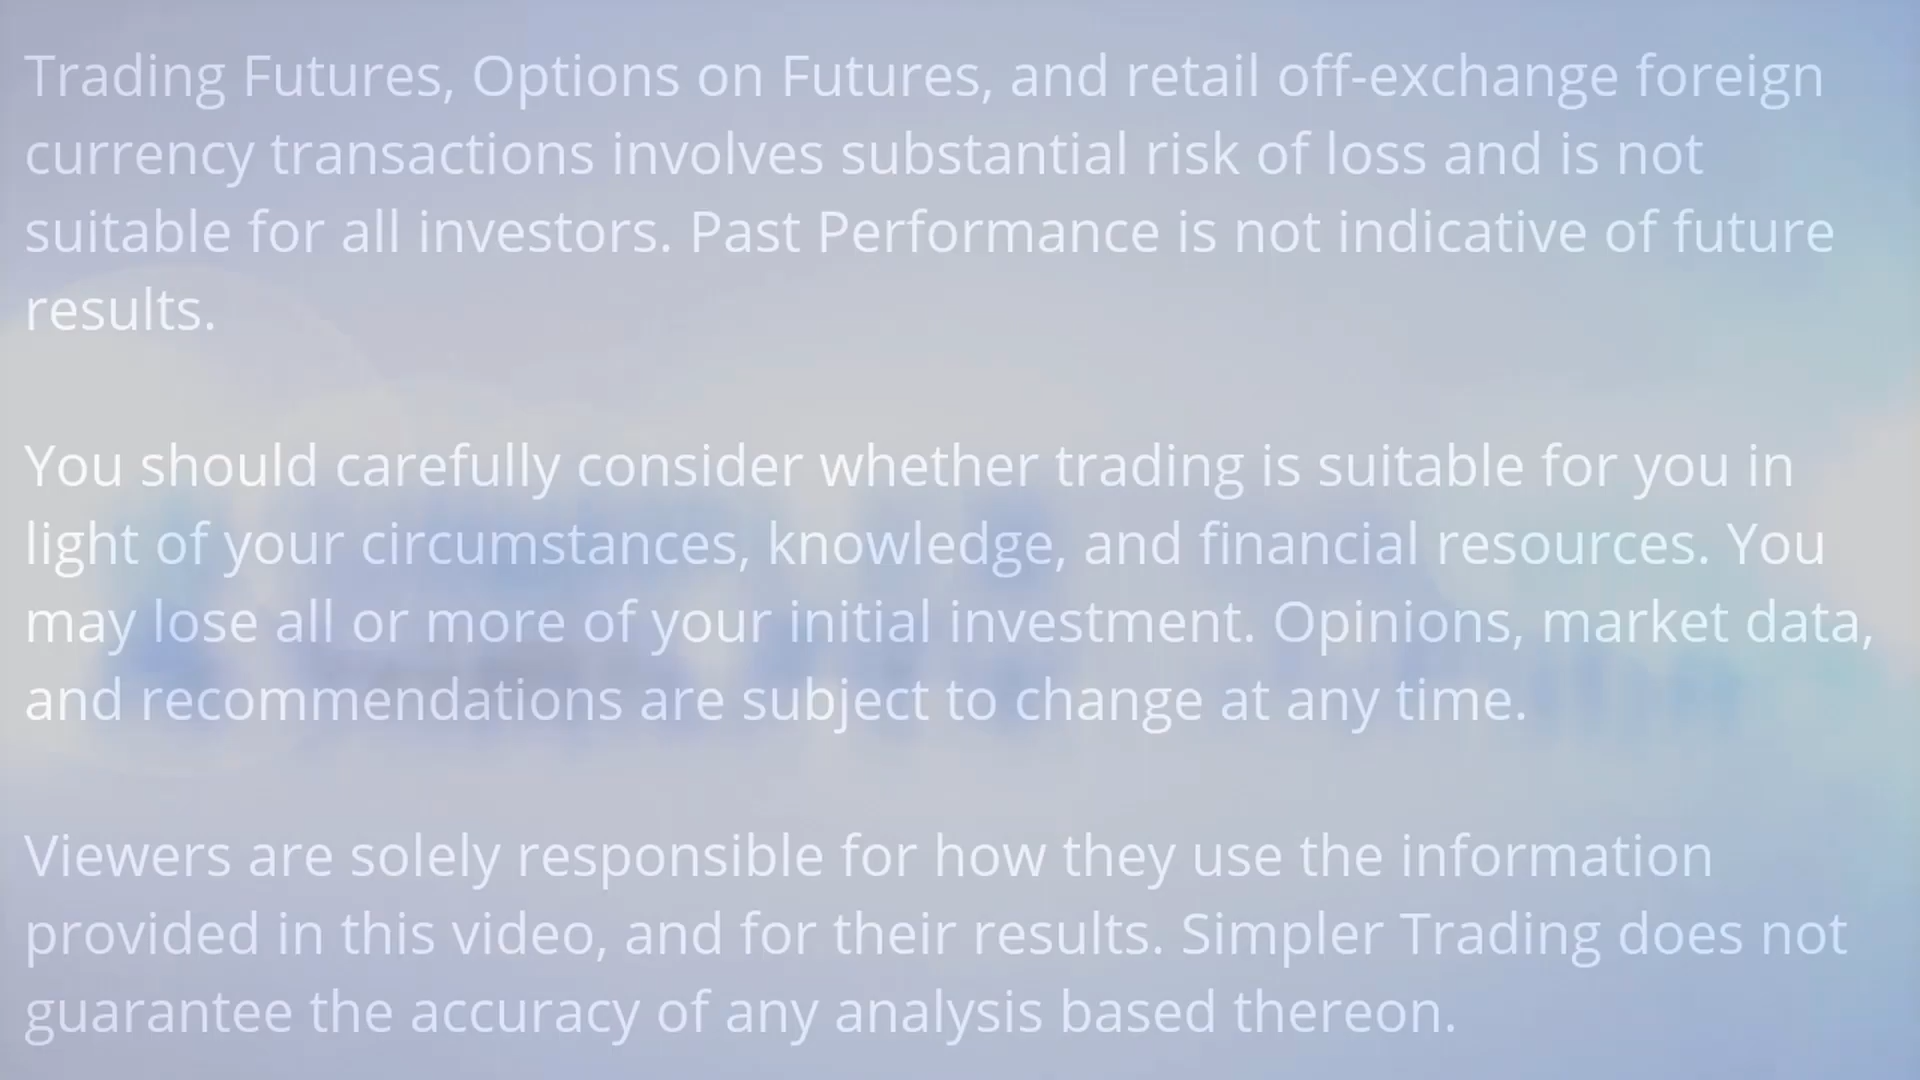 Trading Futures, Options on Futures, and retail off-exchange foreign
currency transactions involves substantial risk of loss and is not
suitable for all investors. Past Performance is not indicative of future
results.
You should carefully consider whether trading is suitable for you in
light of your circumstances, knowledge, and financial resources. You
may lose all or more of your initial investment. Opinions, market data,
and recommendations are subject to change at any time.
Viewers are solely responsible for how they use the information
provided in this video, and for their results. Simpler Trading does not
guarantee the accuracy of any analysis based thereon.